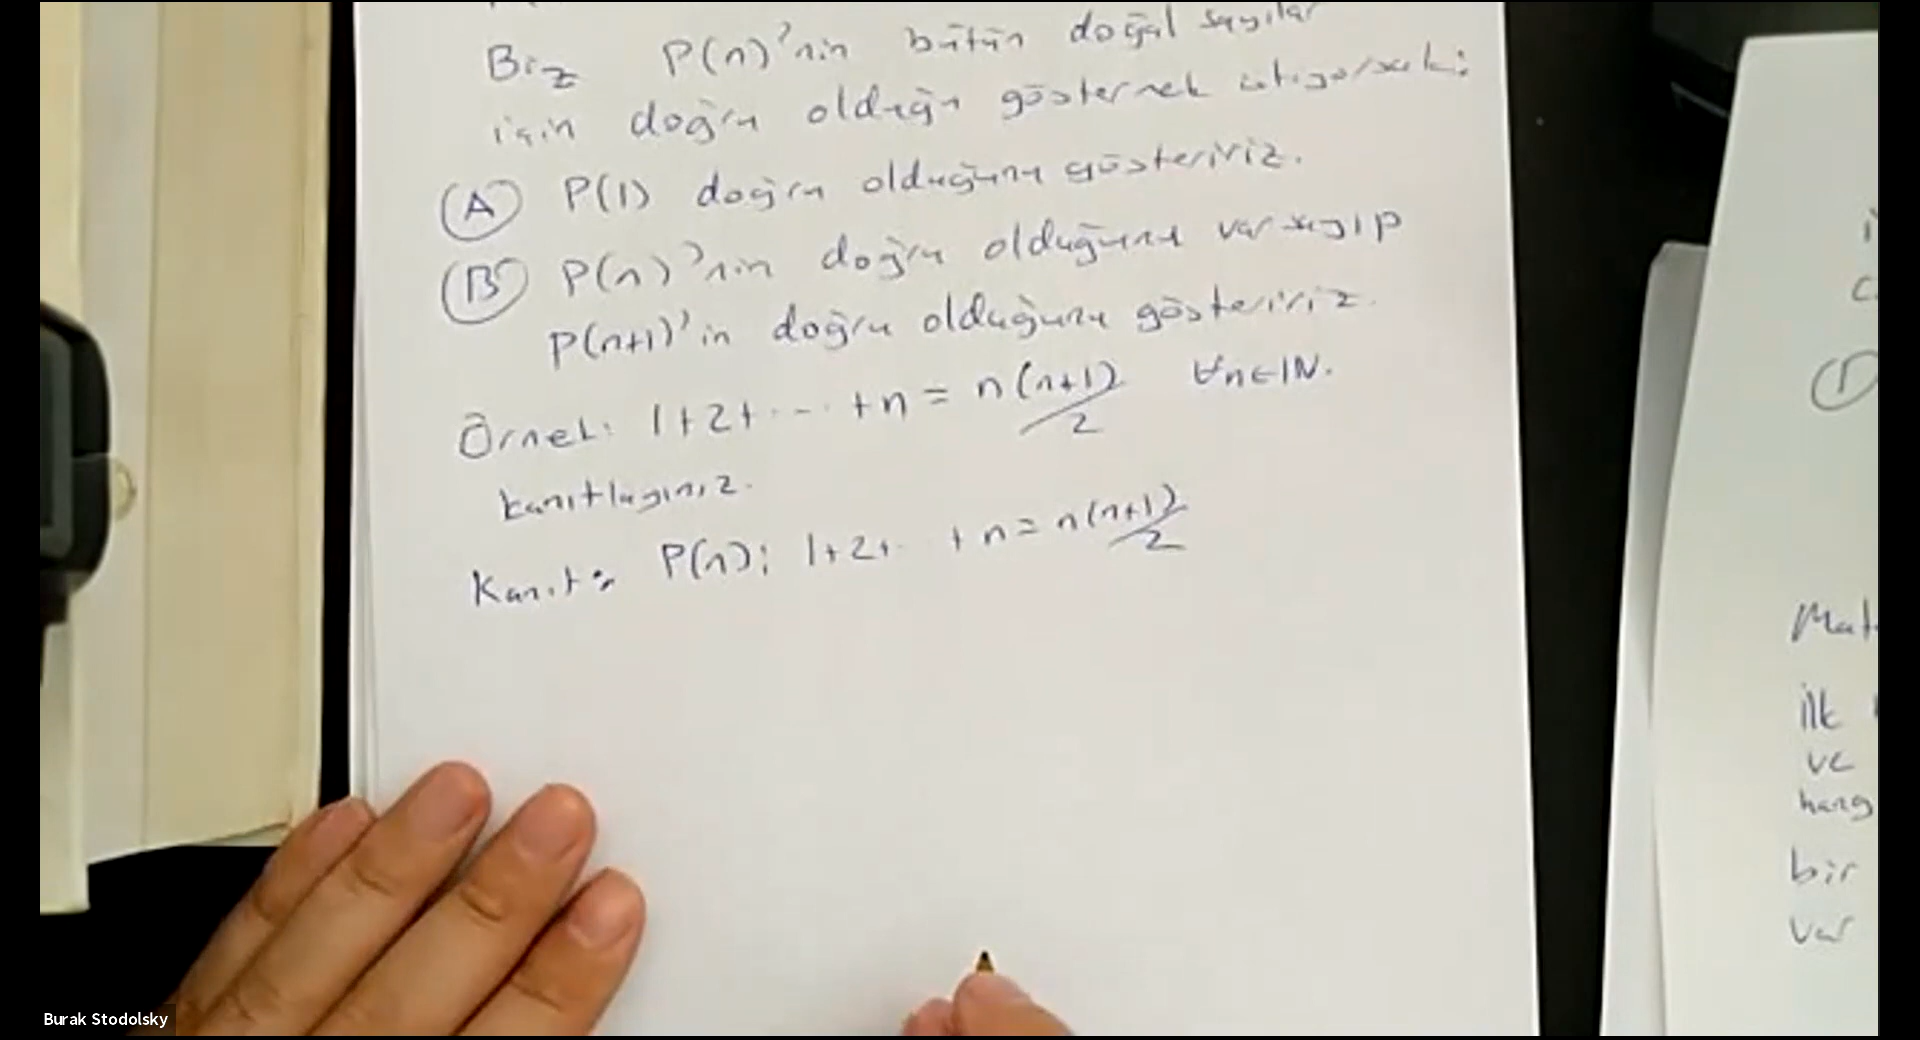 Biz P(n)'nin bütün doğal sayılar
için doğru olduğu göstermek istiyorsak:
(A) P(1) doğru olduğunu gösteririz.
(B) P(n)'nin doğru olduğunu varsayıp
P(n+1)'in doğru olduğunu gösteririz.
Örnek: 1+2+...+n = n(n+1)/2 ∀n∈ℕ.
kanıtlayınız.
Kanıt: P(n): 1+2+...+n = n(n+1)/2
Mat
ilk
ve
hang
bir
var
Burak Stodolsky